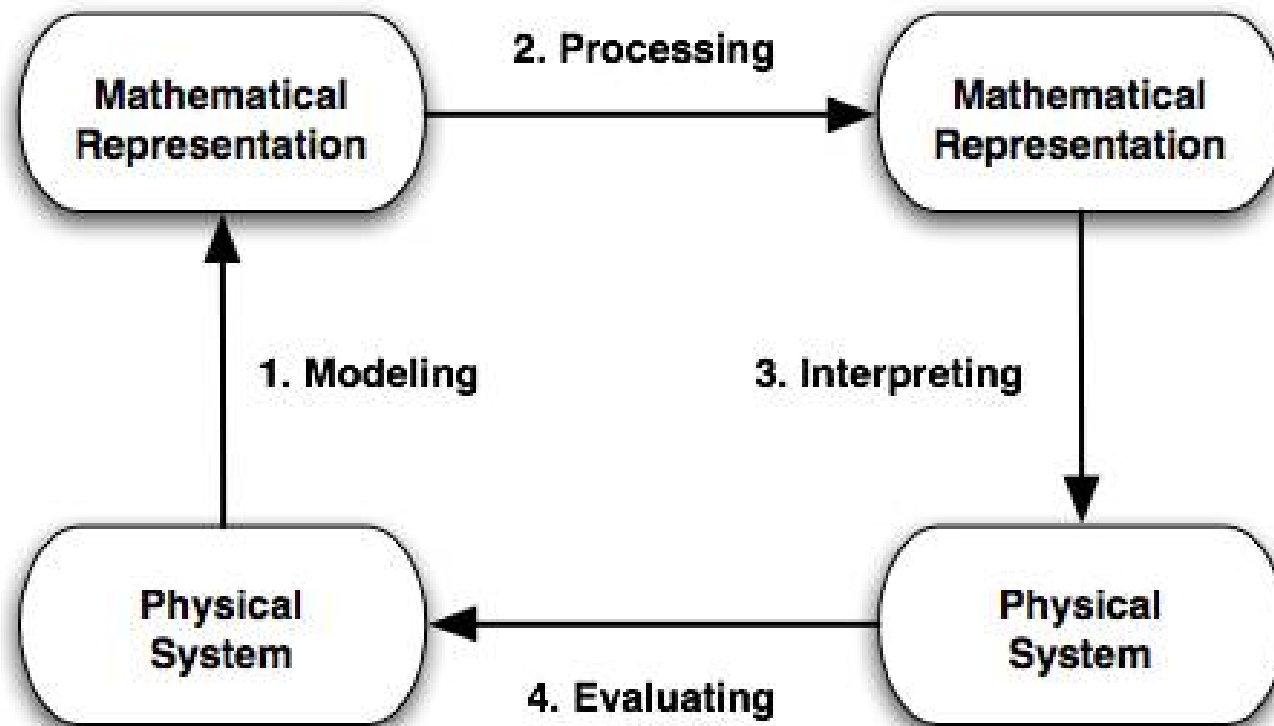 2. Processing
Mathematical
Representation
Mathematical
Representation
1. Modeling
3. Interpreting
Physical
System
Physical
System
4. Evaluating